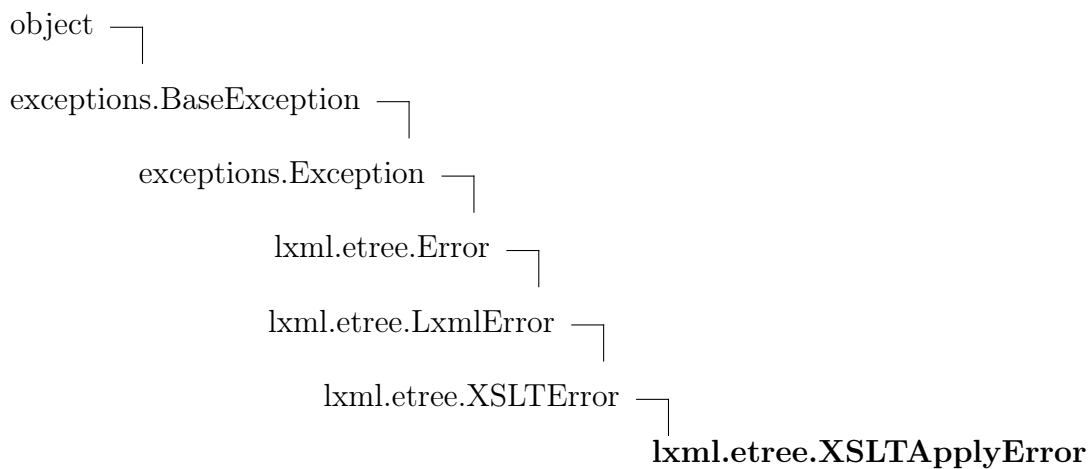 object
exceptions.BaseException
exceptions.Exception
lxml.etree.Error
lxml.etree.LxmlError
lxml.etree.XSLTError
lxml.etree.XSLTApplyError